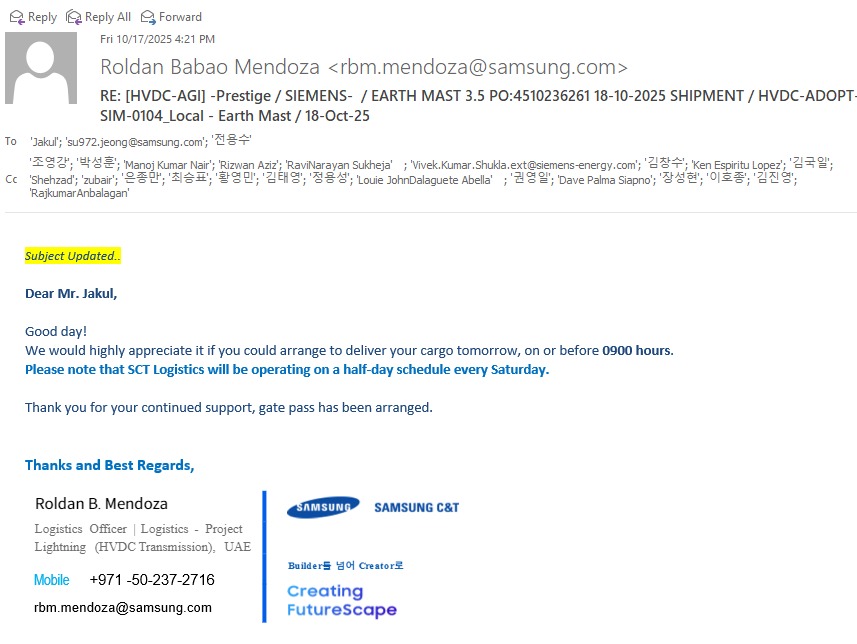 Reply Reply All Forward
Fri 10/17/2025 4:21 PM
Roldan Babao Mendoza <rbm.mendoza@samsung.com>
RE: [HVDC-AGI] -Prestige / SIEMENS- / EARTH MAST 3.5 PO:4510236261 18-10-2025 SHIPMENT / HVDC-ADOPT-
SIM-0104_Local - Earth Mast / 18-Oct-25
To 'Jakul'; 'su972.jeong@samsung.com'; '전용수'
'조영강'; '박성훈'; 'Manoj Kumar Nair'; 'Rizwan Aziz'; 'RaviNarayan Sukheja' ; 'Vivek.Kumar.Shukla.ext@siemens-energy.com'; '김창수'; 'Ken Espiritu Lopez'; '김국일';
Cc 'Shehzad'; 'zubair'; '은종만'; '최승표'; '황영민'; '김태영'; '정용성'; 'Louie JohnDalaguete Abella' ; '권영일'; 'Dave Palma Siapno'; '장성현'; '이호종'; '김진영';
'RajkumarAnbalagan'
Subject Updated..
Dear Mr. Jakul,
Good day!
We would highly appreciate it if you could arrange to deliver your cargo tomorrow, on or before 0900 hours.
Please note that SCT Logistics will be operating on a half-day schedule every Saturday.
Thank you for your continued support, gate pass has been arranged.
Thanks and Best Regards,
Roldan B. Mendoza
Logistics Officer | Logistics - Project
Lightning (HVDC Transmission), UAE
Mobile +971 -50-237-2716
rbm.mendoza@samsung.com
SAMSUNG SAMSUNG C&T
Builder를 넘어 Creator로
Creating
FutureScape